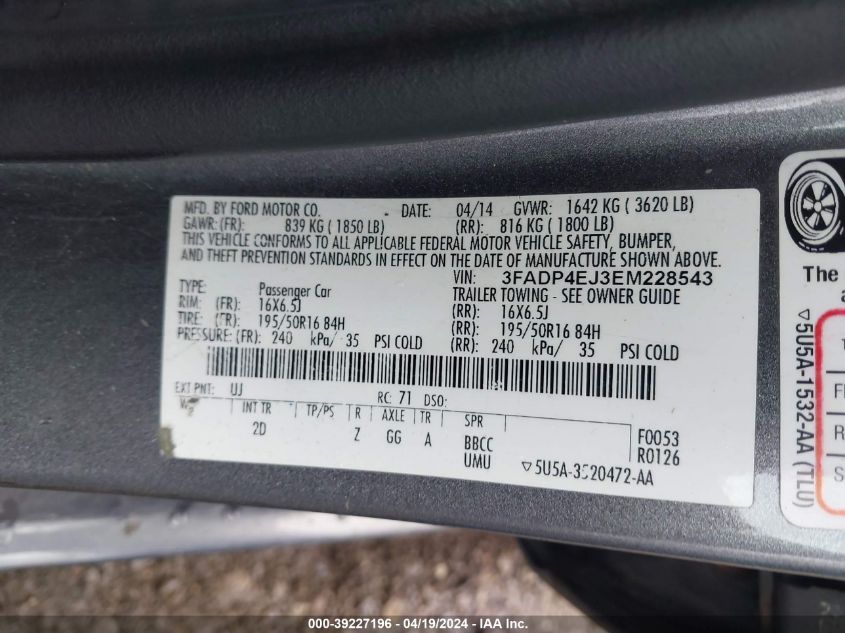 MFD. BY FORD MOTOR CO. DATE: 04/14 GVWR: 1642 KG ( 3620 LB)
GAWR:(FR): 839 KG ( 1850 LB) (RR): 816 KG ( 1800 LB)
THIS VEHICLE CONFORMS TO ALL APPLICABLE FEDERAL MOTOR VEHICLE SAFETY, BUMPER,
AND THEFT PREVENTION STANDARDS IN EFFECT ON THE DATE OF MANUFACTURE SHOWN ABOVE.
VIN: 3FADP4EJ3EM228543
TYPE: Passenger Car TRAILER TOWING - SEE OWNER GUIDE
RIM: (FR): 16X6.5J (RR): 16X6.5J
TIRE: (FR): 195/50R16 84H (RR): 195/50R16 84H
PRESSURE: (FR): 240 kPa/ 35 PSI COLD (RR): 240 kPa/ 35 PSI COLD
EXT PNT: UJ RC: 71 DSO:
INT TR TP/PS R AXLE TR SPR
2D Z GG A BBCC F0053
UMU R0126
▽5U5A-3520472-AA
The
a
▽5U5A-1532-AA (TLU)
FI
R
S
000-39227196 - 04/19/2024 - IAA Inc.